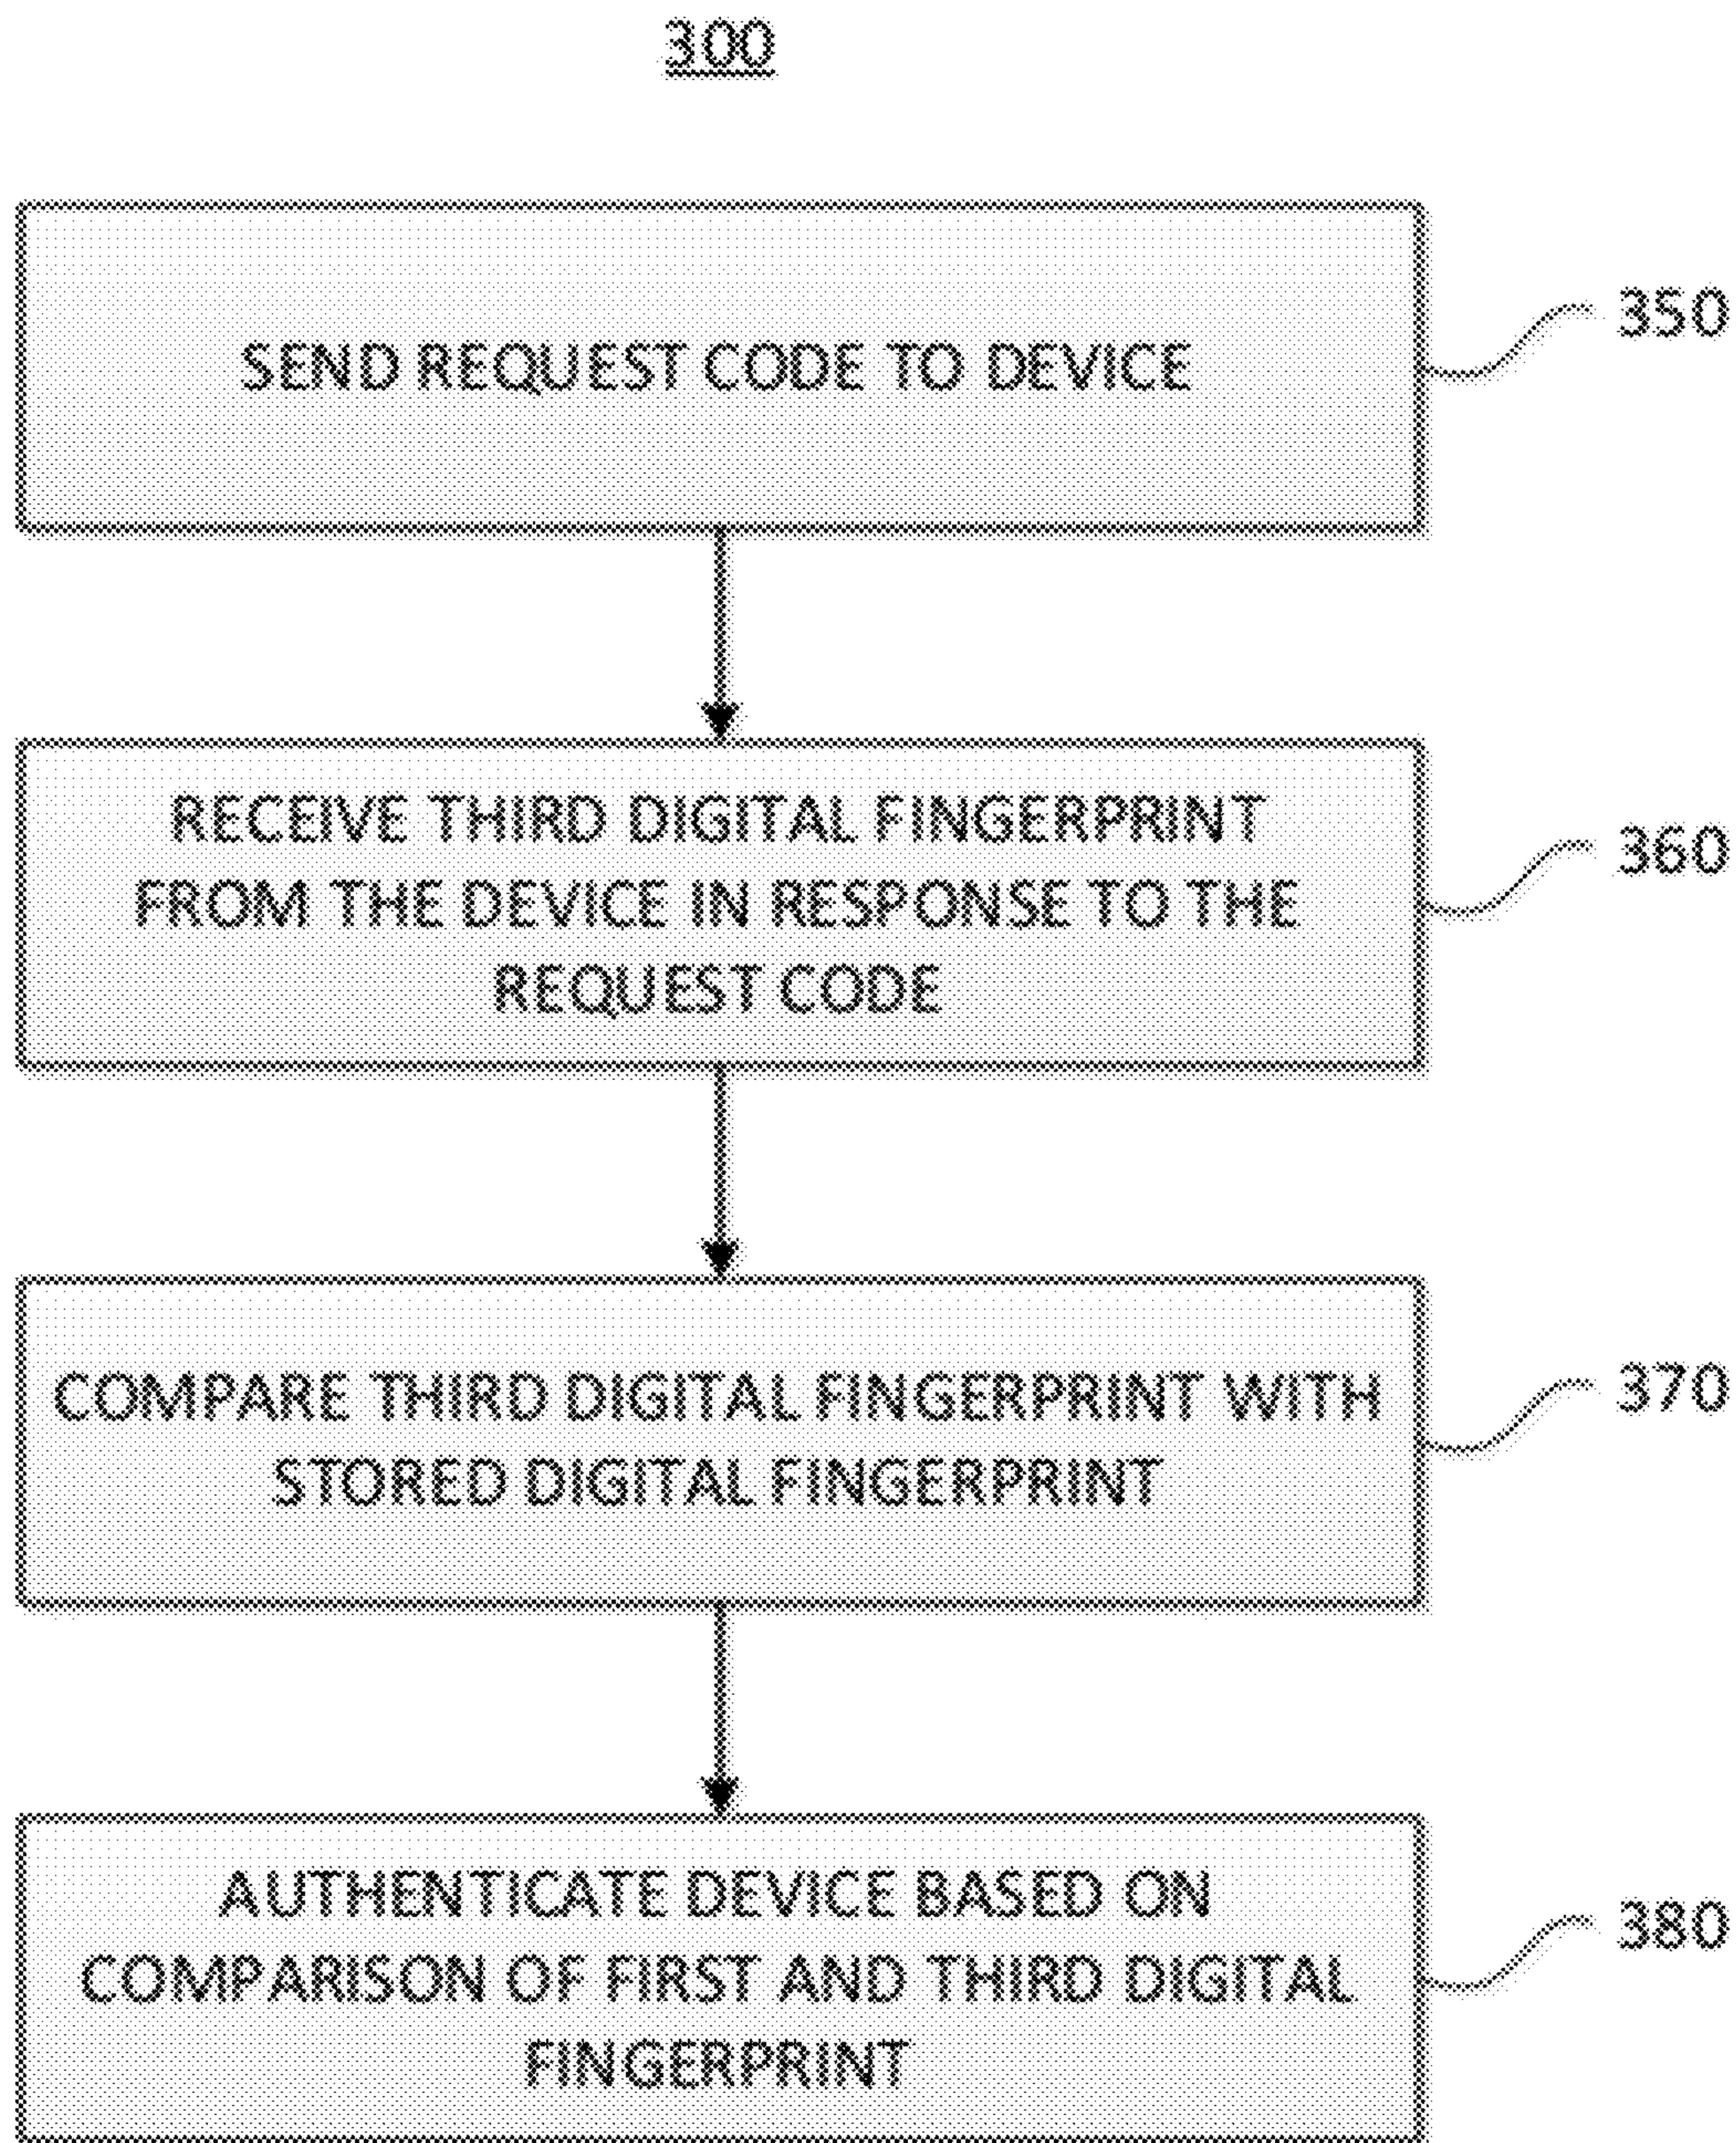 300
SEND REQUEST CODE TO DEVICE
350
RECEIVE THIRD DIGITAL FINGERPRINT
FROM THE DEVICE IN RESPONSE TO THE
REQUEST CODE
360
COMPARE THIRD DIGITAL FINGERPRINT WITH
STORED DIGITAL FINGERPRINT
370
AUTHENTICATE DEVICE BASED ON
COMPARISON OF FIRST AND THIRD DIGITAL
FINGERPRINT
380